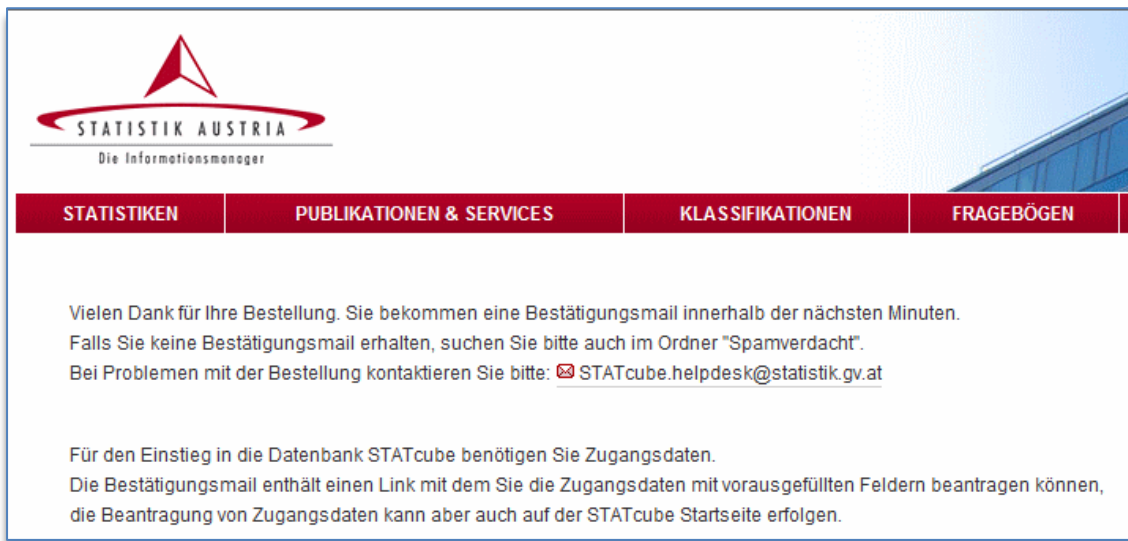 STATISTIK AUSTRIA
Die Informationsmanager
STATISTIKEN PUBLIKATIONEN & SERVICES KLASSIFIKATIONEN FRAGEBÖGEN
Vielen Dank für Ihre Bestellung. Sie bekommen eine Bestätigungsmail innerhalb der nächsten Minuten.
Falls Sie keine Bestätigungsmail erhalten, suchen Sie bitte auch im Ordner "Spamverdacht".
Bei Problemen mit der Bestellung kontaktieren Sie bitte: STATcube.helpdesk@statistik.gv.at
Für den Einstieg in die Datenbank STATcube benötigen Sie Zugangsdaten.
Die Bestätigungsmail enthält einen Link mit dem Sie die Zugangsdaten mit vorausgefüllten Feldern beantragen können,
die Beantragung von Zugangsdaten kann aber auch auf der STATcube Startseite erfolgen.